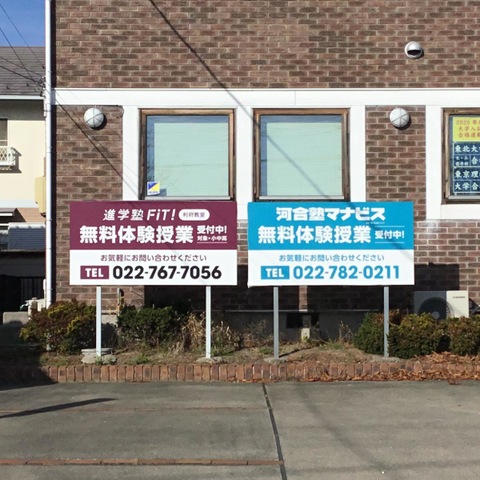 進学塾 FiT! 利府教室
無料体験授業 受付中!
対象・小中高
お気軽にお問い合わせください
TEL 022-767-7056
河合塾マナビス
無料体験授業 受付中!
お気軽にお問い合わせください
TEL 022-782-0211
東北大
東京理
大学合